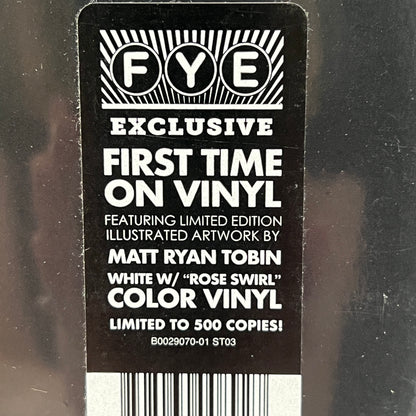 FYE
EXCLUSIVE
FIRST TIME
ON VINYL
FEATURING LIMITED EDITION
ILLUSTRATED ARTWORK BY
MATT RYAN TOBIN
WHITE W/ "ROSE SWIRL"
COLOR VINYL
LIMITED TO 500 COPIES!
B0029070-01 ST03